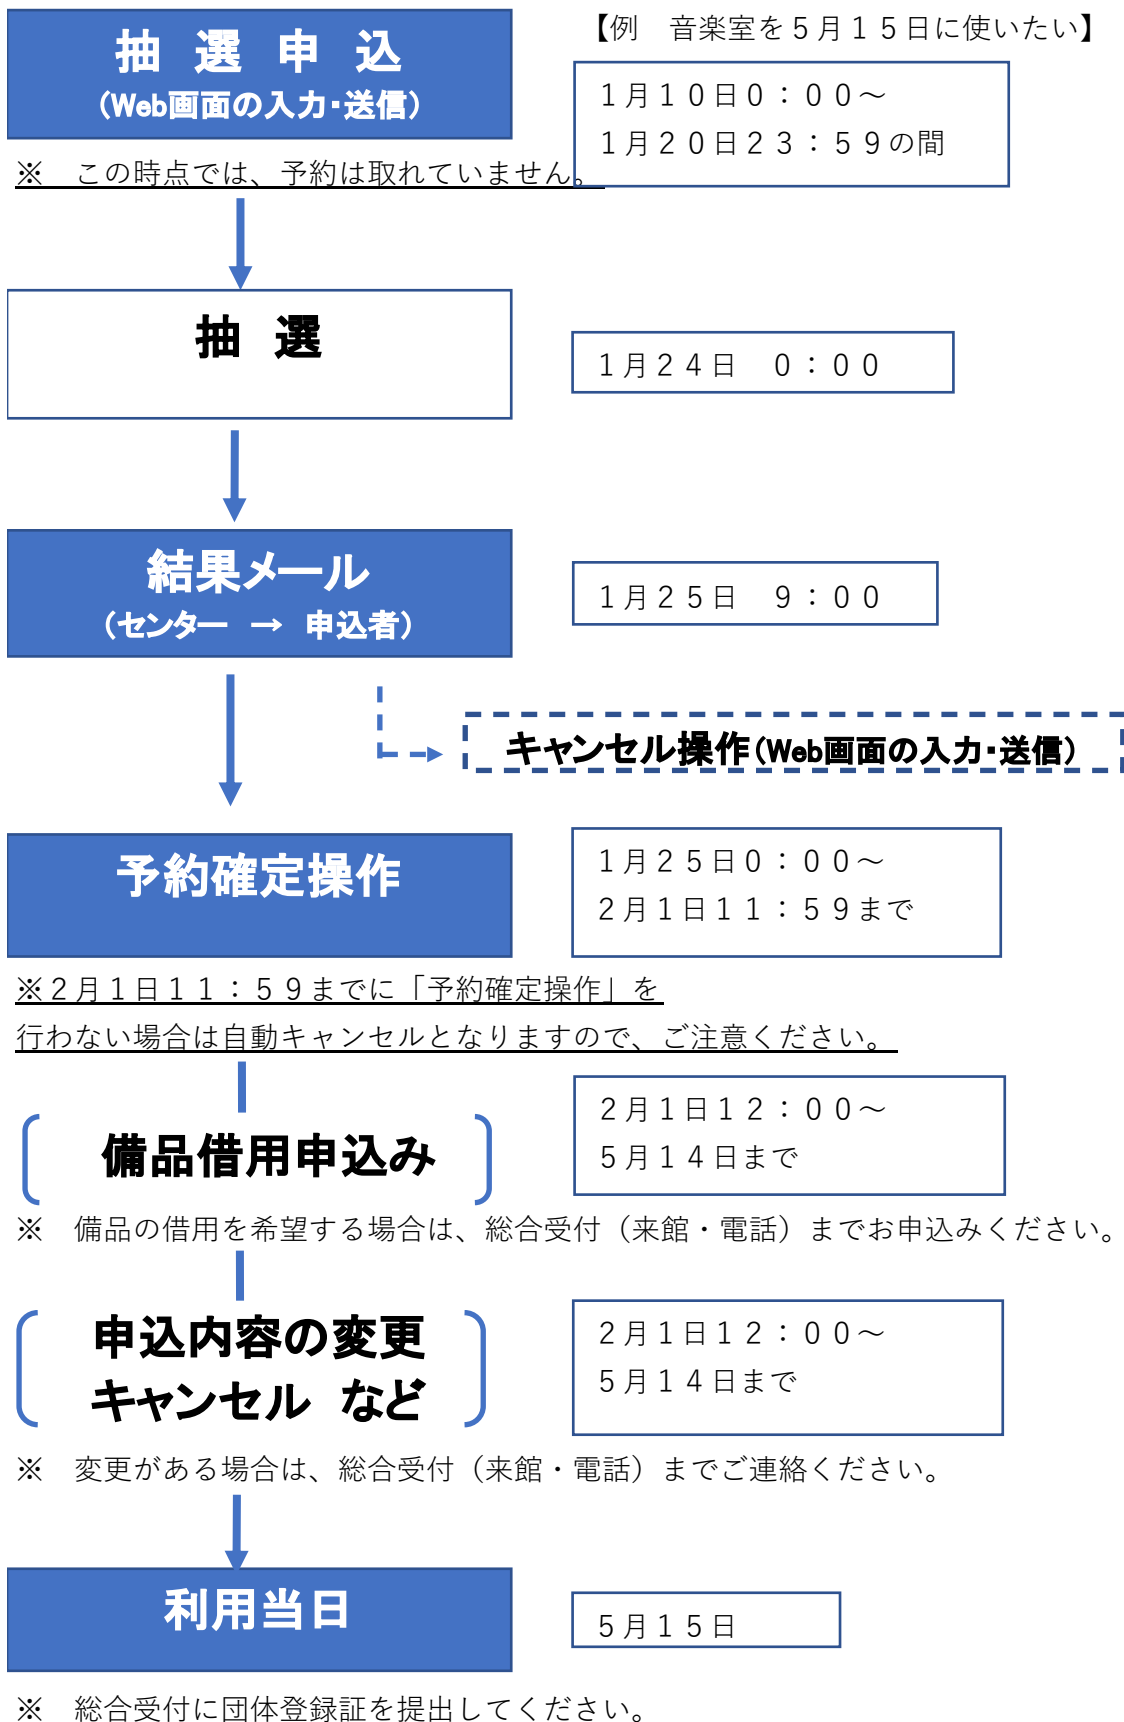 抽　選　申　込
【例　音楽室を５月１５日に使いたい】
（Web画面の入力・送信）
１月１０日０：００～
１月２０日２３：５９の間
※　この時点では、予約は取れていません。
抽　選
１月２４日　０：００
結果メール
（センター　→　申込者）
１月２５日　９：００
キャンセル操作（Web画面の入力・送信）
予約確定操作
１月２５日０：００～
２月１日１１：５９まで
※２月１日１１：５９までに「予約確定操作」を
行わない場合は自動キャンセルとなりますので、ご注意ください。
備品借用申込み
２月１日１２：００～
５月１４日まで
※　備品の借用を希望する場合は、総合受付（来館・電話）までお申込みください。
申込内容の変更
キャンセル　など
２月１日１２：００～
５月１４日まで
※　変更がある場合は、総合受付（来館・電話）までご連絡ください。
利用当日
５月１５日
※　総合受付に団体登録証を提出してください。